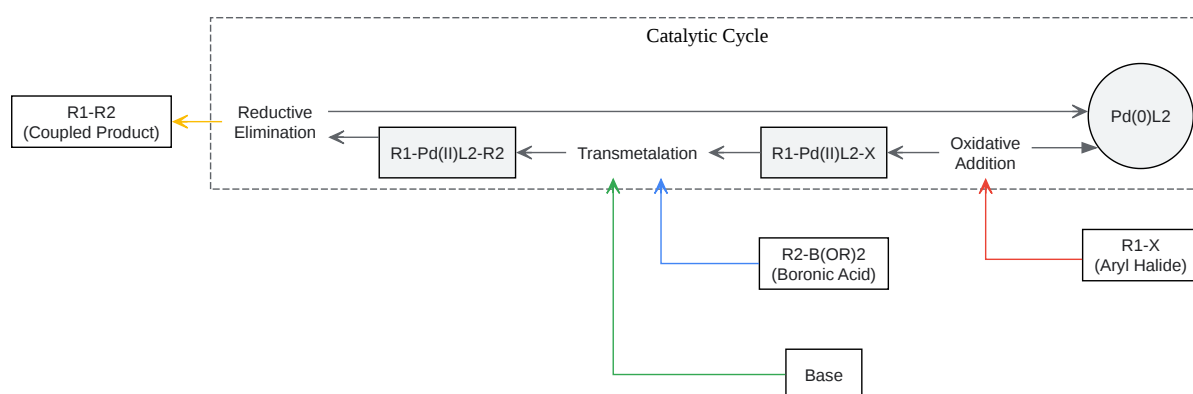 Catalytic Cycle
R1-R2
(Coupled Product)
Reductive
Elimination
R1-Pd(II)L2-R2
Transmetalation
R1-Pd(II)L2-X
Oxidative
Addition
Pd(0)L2
R2-B(OR)2
(Boronic Acid)
R1-X
(Aryl Halide)
Base